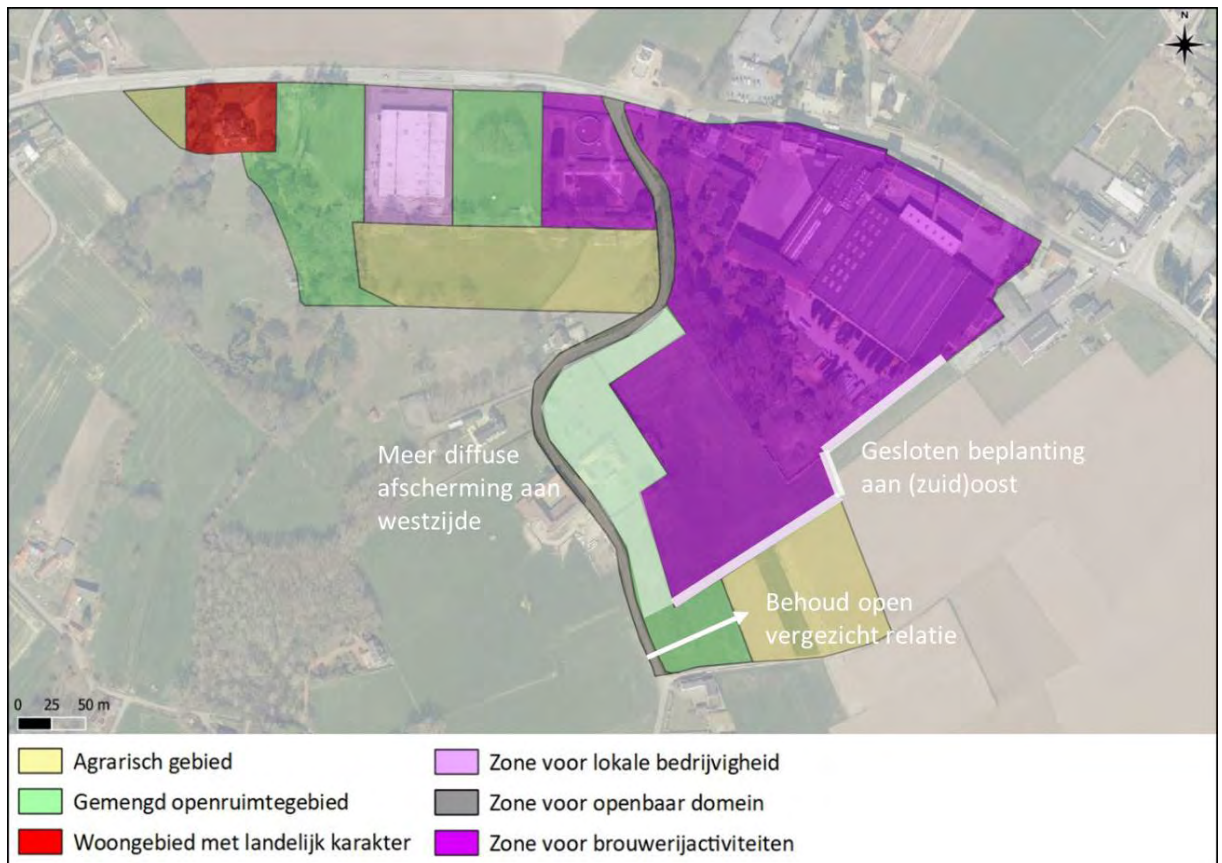 N
Meer diffuse
afscherming aan
westzijde
Gesloten beplanting
aan (zuid)oost
Behoud open
vergezicht relatie
0 25 50 m
Agrarisch gebied
Gemengd openruimtegebied
Woongebied met landelijk karakter
Zone voor lokale bedrijvigheid
Zone voor openbaar domein
Zone voor brouwerijactiviteiten